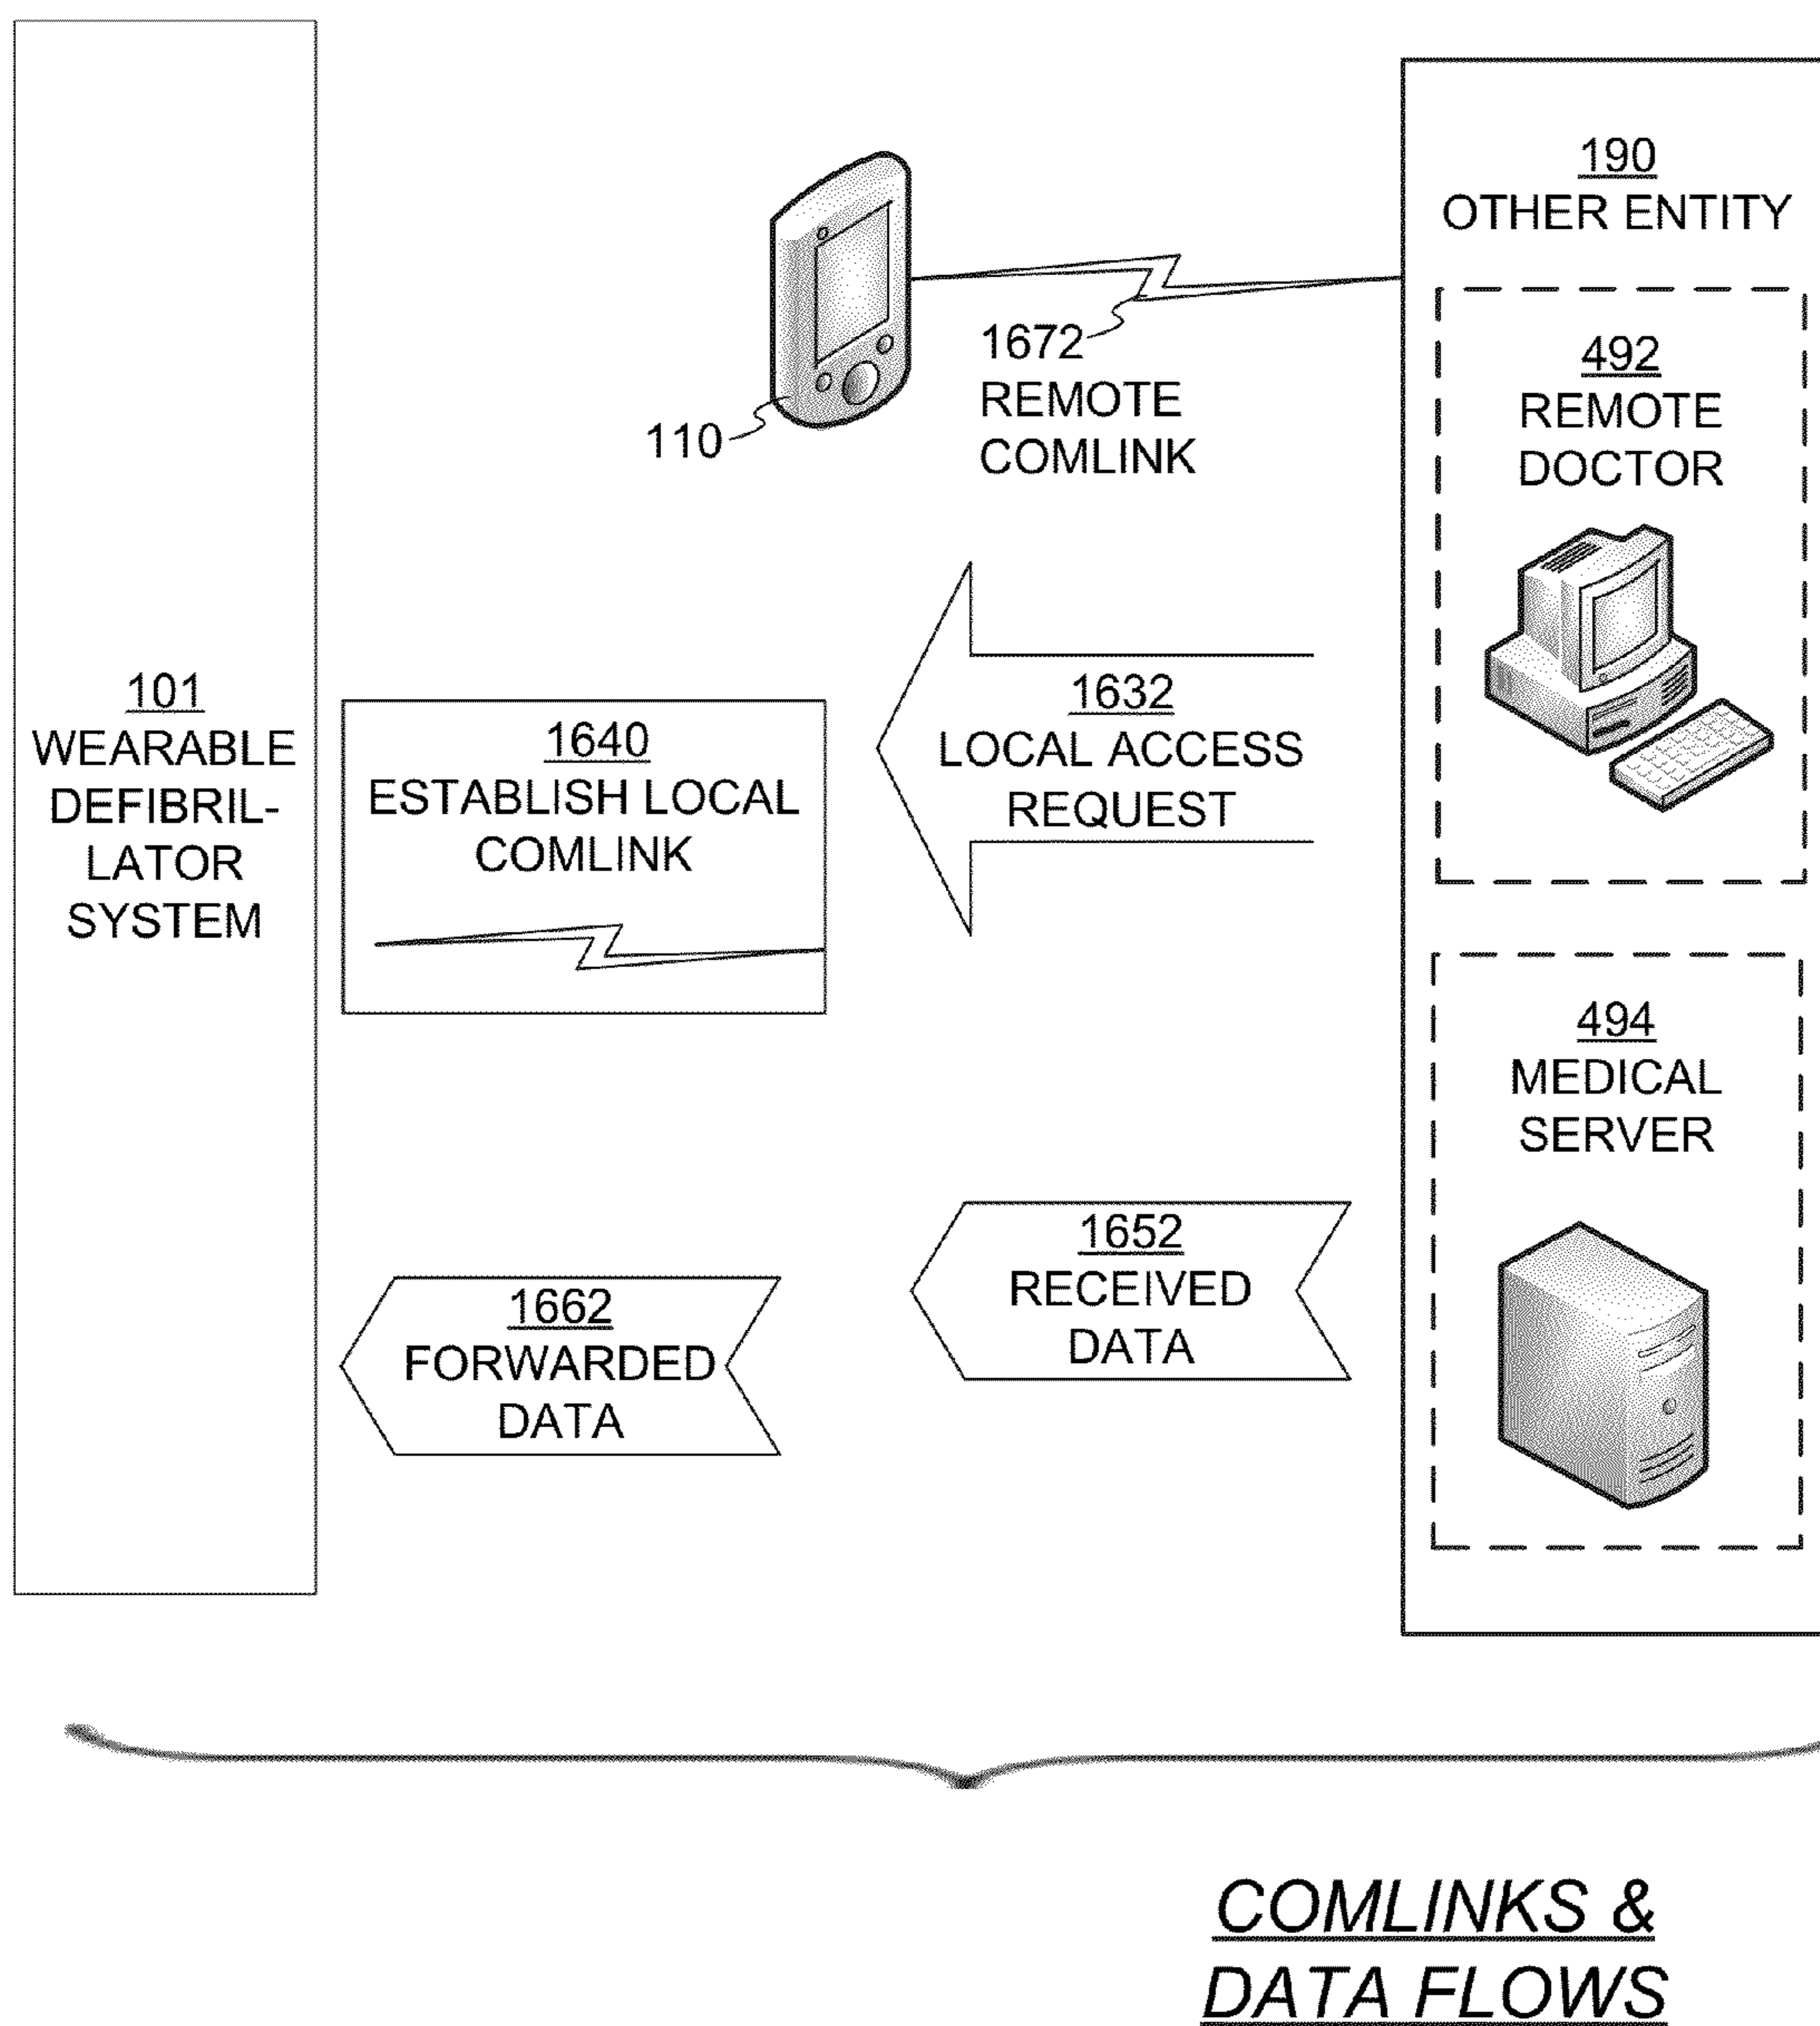 101
WEARABLE
DEFIBRIL-
LATOR
SYSTEM
110
1672
REMOTE
COMLINK
190
OTHER ENTITY
492
REMOTE
DOCTOR
1632
LOCAL ACCESS
REQUEST
1640
ESTABLISH LOCAL
COMLINK
494
MEDICAL
SERVER
1652
RECEIVED
DATA
1662
FORWARDED
DATA
COMLINKS &
DATA FLOWS